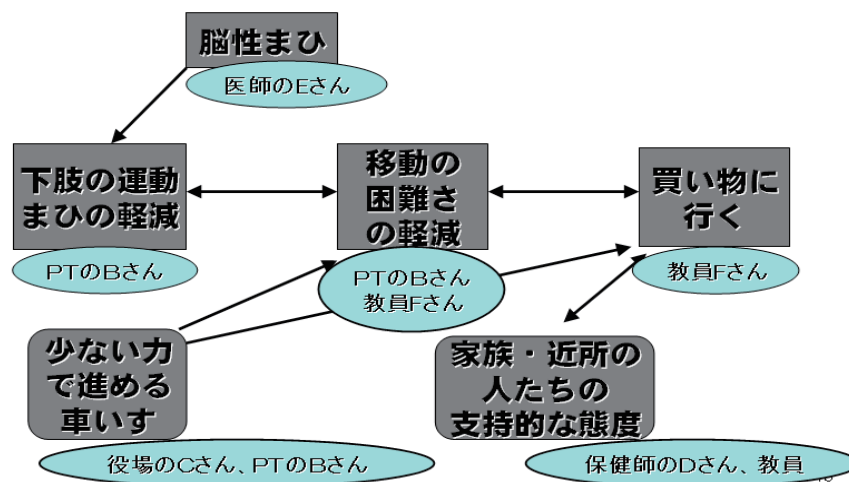 脳性まひ
医師のEさん
下肢の運動
まひの軽減
PTのBさん
移動の
困難さ
の軽減
PTのBさん
教員Fさん
買い物に
行く
教員Fさん
少ない力
で進める
車いす
役場のCさん、PTのBさん
家族・近所の
人たちの
支持的な態度
保健師のDさん、教員